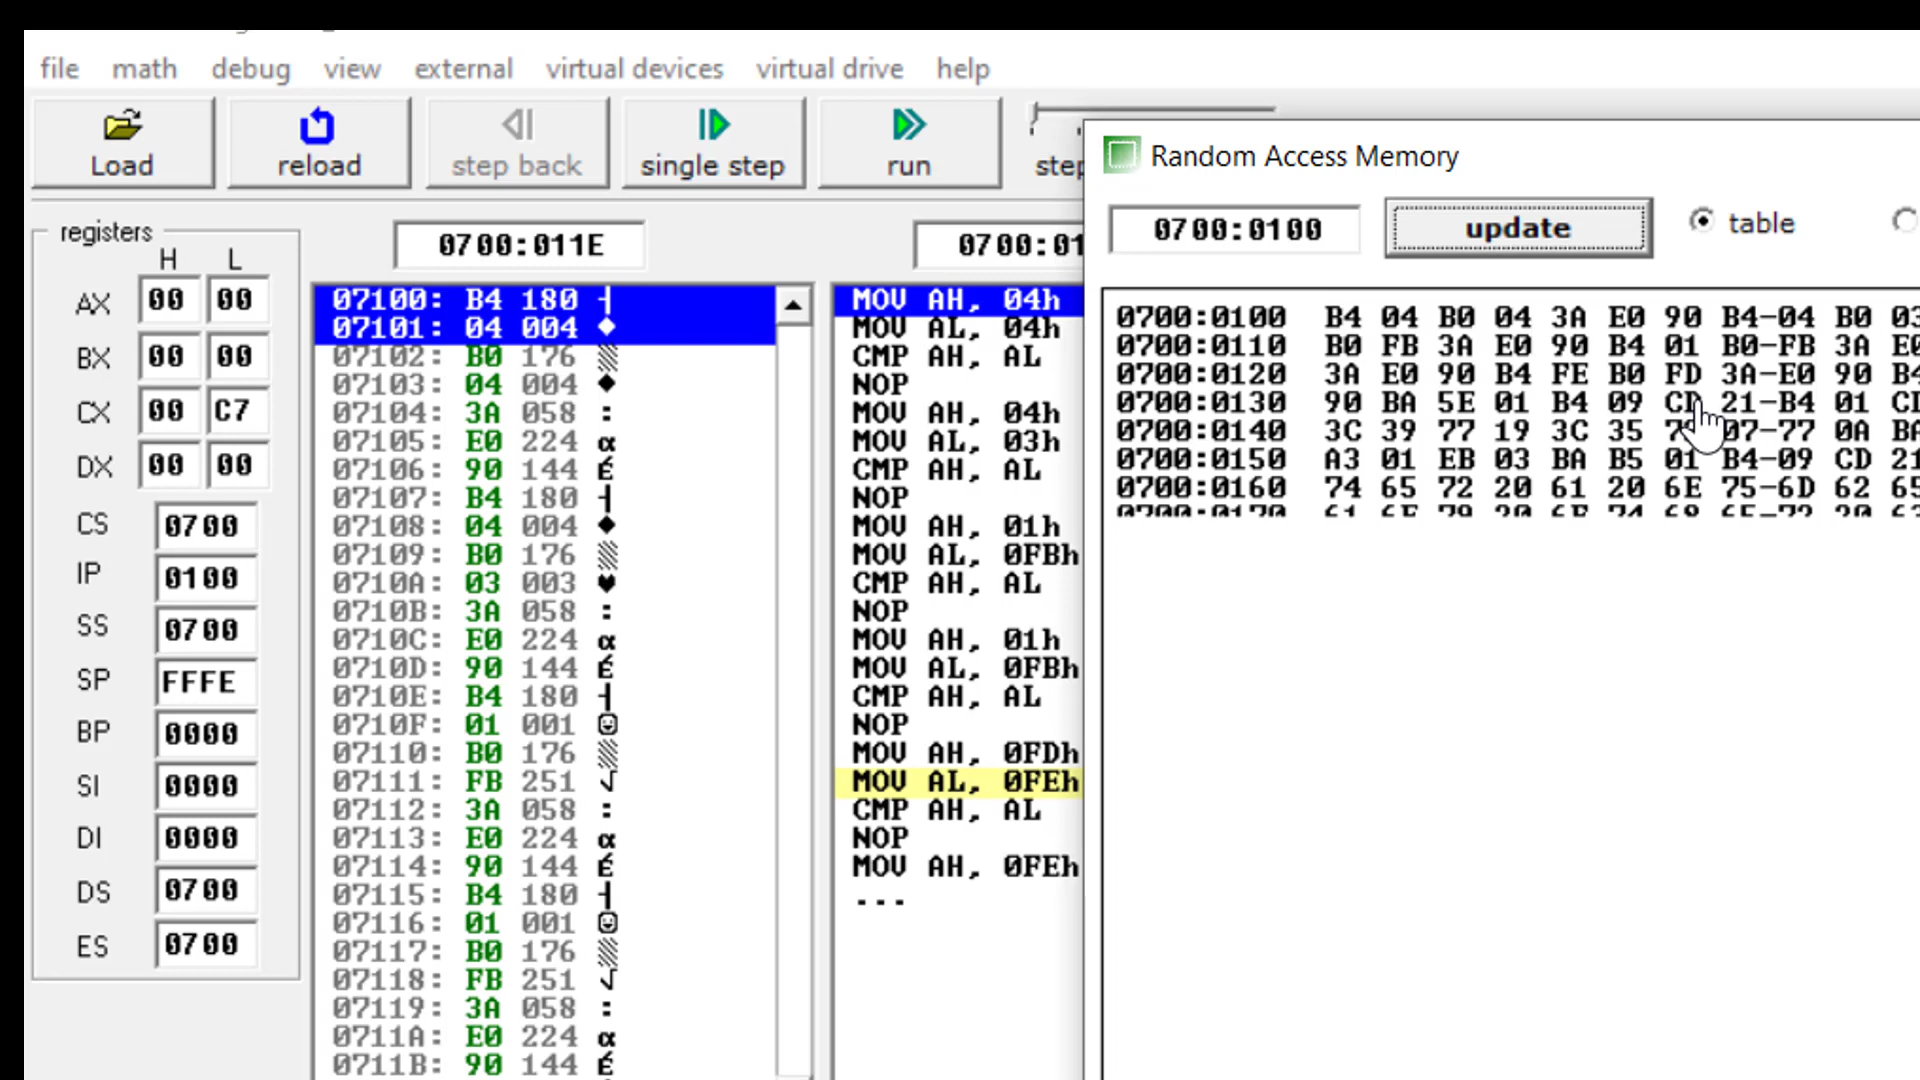 file math debug view external virtual devices virtual drive help
Load reload step back single step run
Random Access Memory
0700:0100 update table
registers
H L
AX 00 00
BX 00 00
CX 00 C7
DX 00 00
CS 0700
IP 0100
SS 0700
SP FFFE
BP 0000
SI 0000
DI 0000
DS 0700
ES 0700
0700:011E
07100: B4 180 ┤
07101: 04 004 ♦
07102: B0 176 ▒
07103: 04 004 ♦
07104: 3A 058 :
07105: E0 224 α
07106: 90 144 É
07107: B4 180 ┤
07108: 04 004 ♦
07109: B0 176 ▒
0710A: 03 003 ♥
0710B: 3A 058 :
0710C: E0 224 α
0710D: 90 144 É
0710E: B4 180 ┤
0710F: 01 001 ☺
07110: B0 176 ▒
07111: FB 251 √
07112: 3A 058 :
07113: E0 224 α
07114: 90 144 É
07115: B4 180 ┤
07116: 01 001 ☺
07117: B0 176 ▒
07118: FB 251 √
07119: 3A 058 :
0711A: E0 224 α
0711B: 90 144 É
MOV AH, 04h
MOV AL, 04h
CMP AH, AL
NOP
MOV AH, 04h
MOV AL, 03h
CMP AH, AL
NOP
MOV AH, 01h
MOV AL, 0FBh
CMP AH, AL
NOP
MOV AH, 01h
MOV AL, 0FBh
CMP AH, AL
NOP
MOV AH, 0FDh
MOV AL, 0FEh
CMP AH, AL
NOP
MOV AH, 0FEh
...
0700:0100 B4 04 B0 04 3A E0 90 B4-04 B0 03
0700:0110 B0 FB 3A E0 90 B4 01 B0-FB 3A E0
0700:0120 3A E0 90 B4 FE B0 FD 3A-E0 90 B4
0700:0130 90 BA 5E 01 B4 09 CD 21-B4 01 CD
0700:0140 3C 39 77 19 3C 35 07-77 0A BA
0700:0150 A3 01 EB 03 BA B5 01 B4-09 CD 21
0700:0160 74 65 72 20 61 20 6E 75-6D 62 65